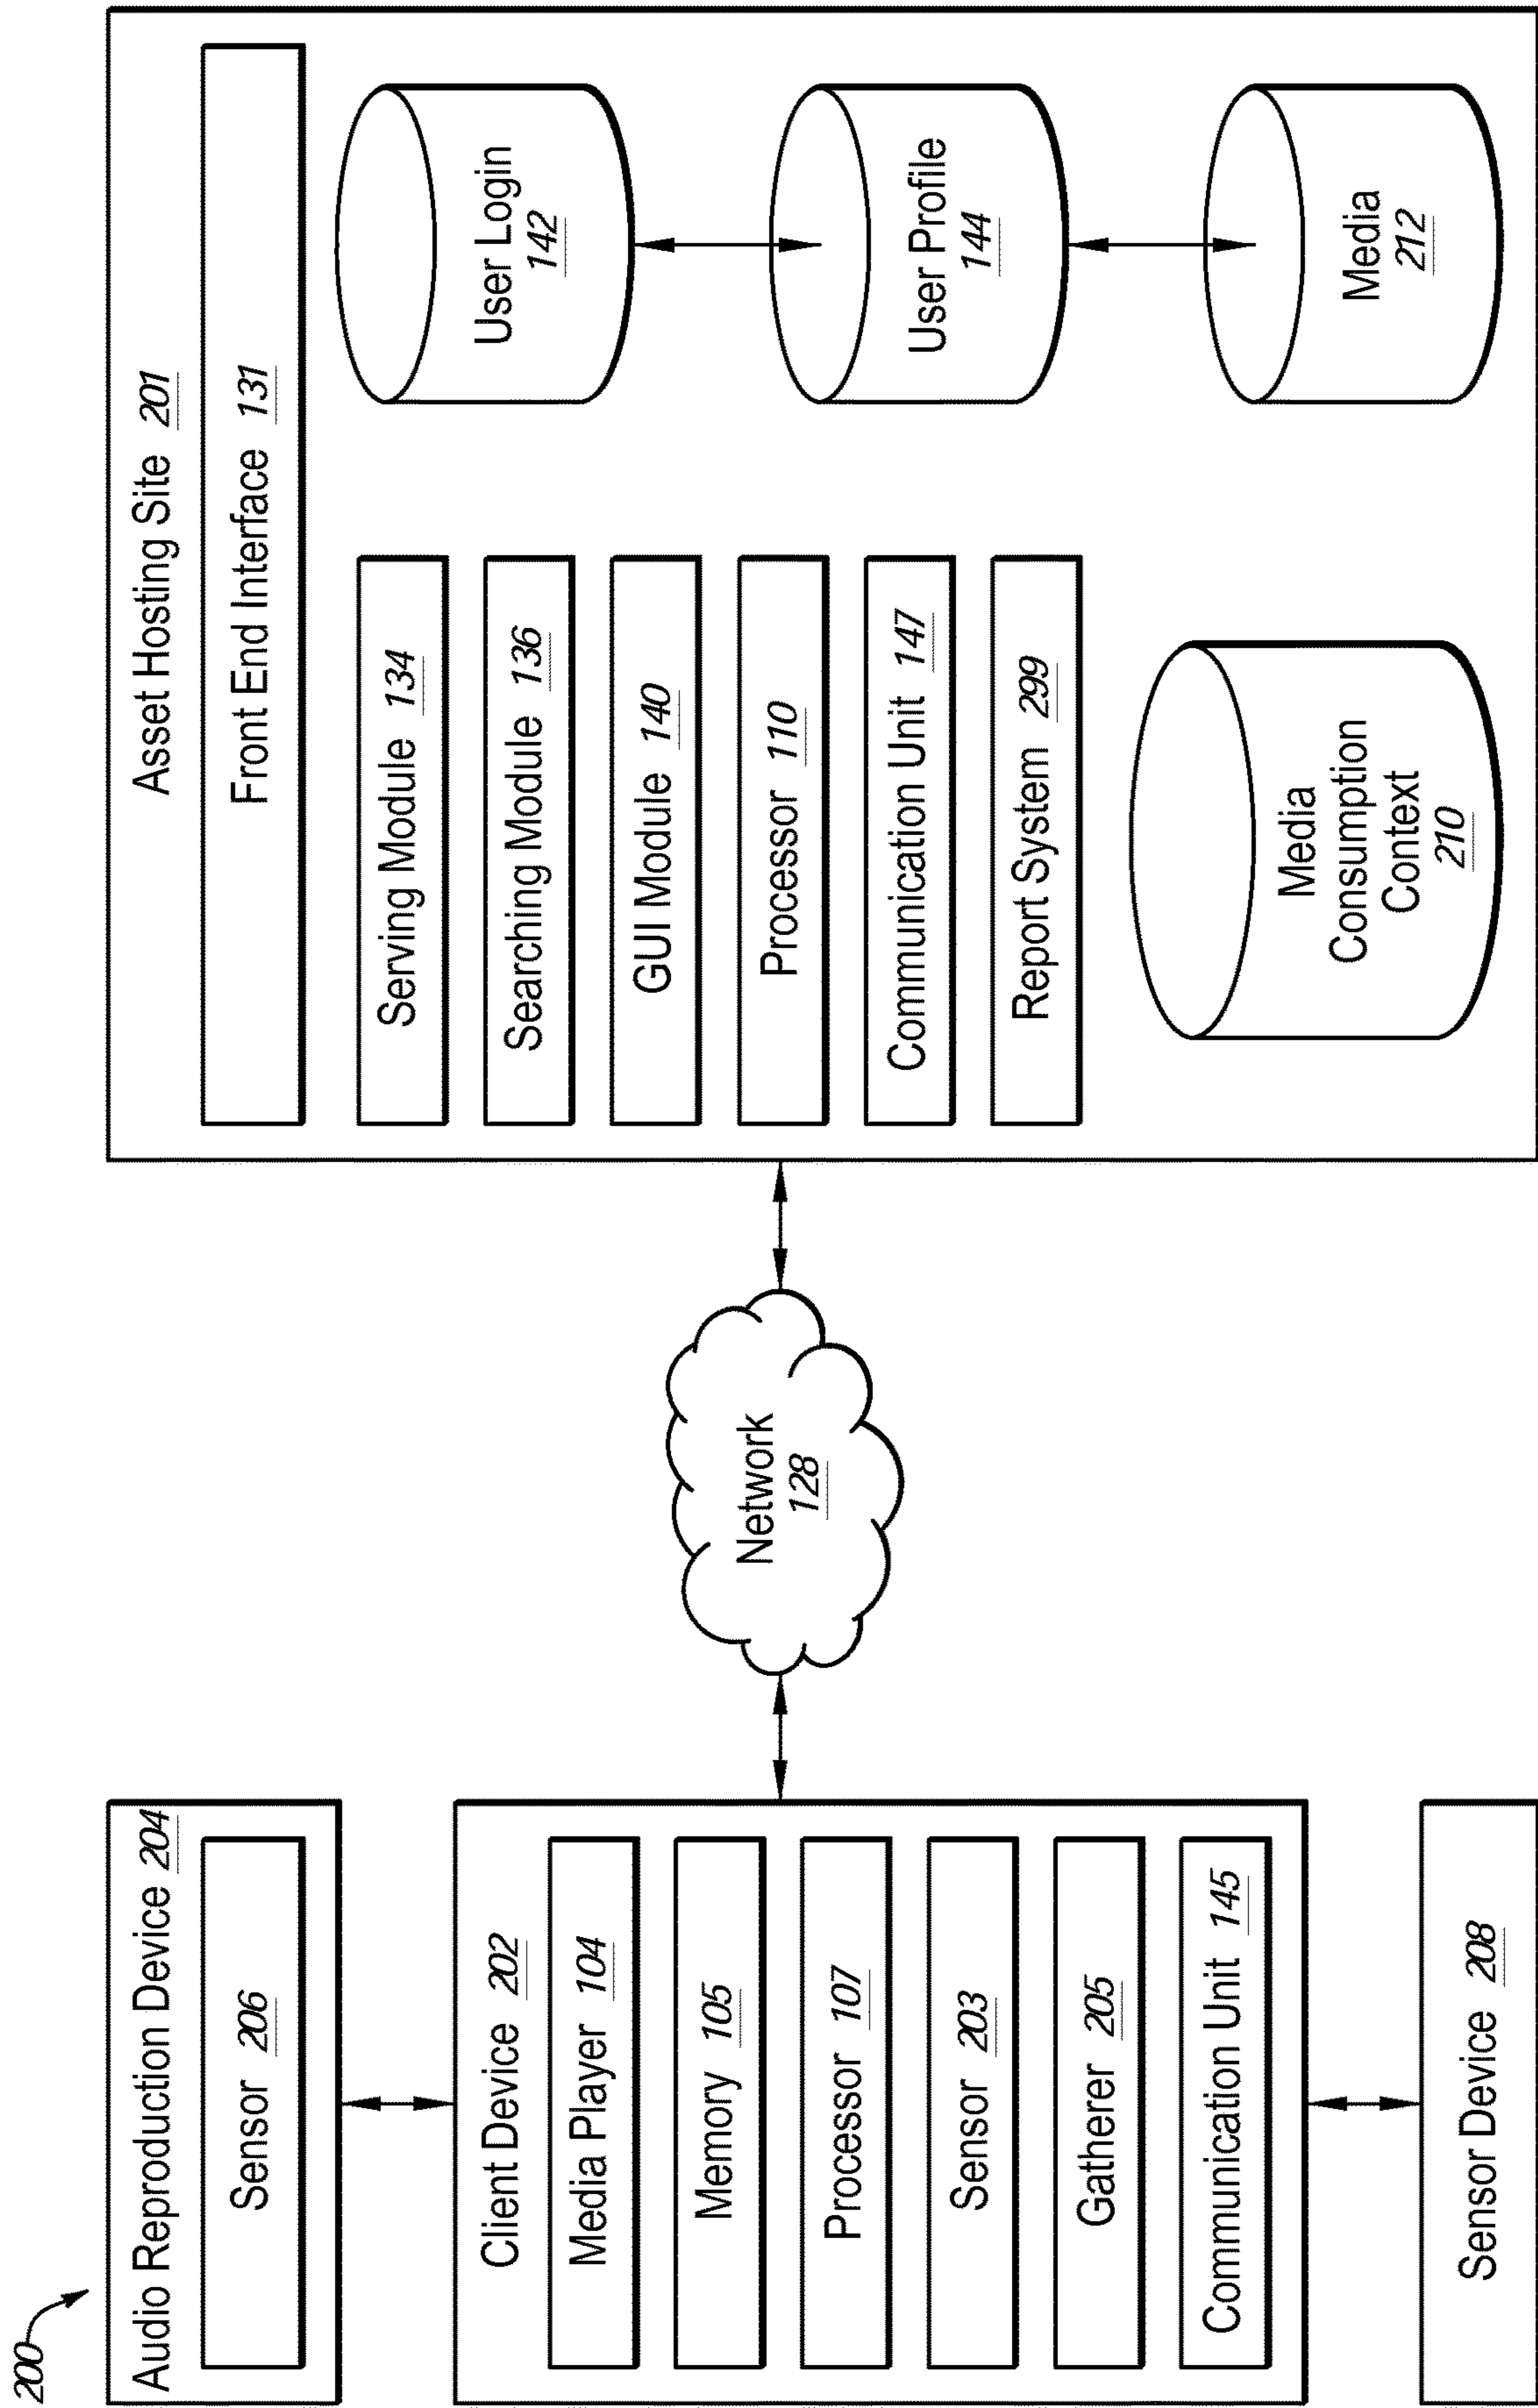 200
Audio Reproduction Device 204
Sensor 206
Client Device 202
Media Player 104
Memory 105
Processor 107
Sensor 203
Gatherer 205
Communication Unit 145
Sensor Device 208
Network
128
Asset Hosting Site 201
Front End Interface 131
Serving Module 134
Searching Module 136
GUI Module 140
Processor 110
Communication Unit 147
Report System 299
Media
Consumption
Context
210
User Login
142
User Profile
144
Media
212